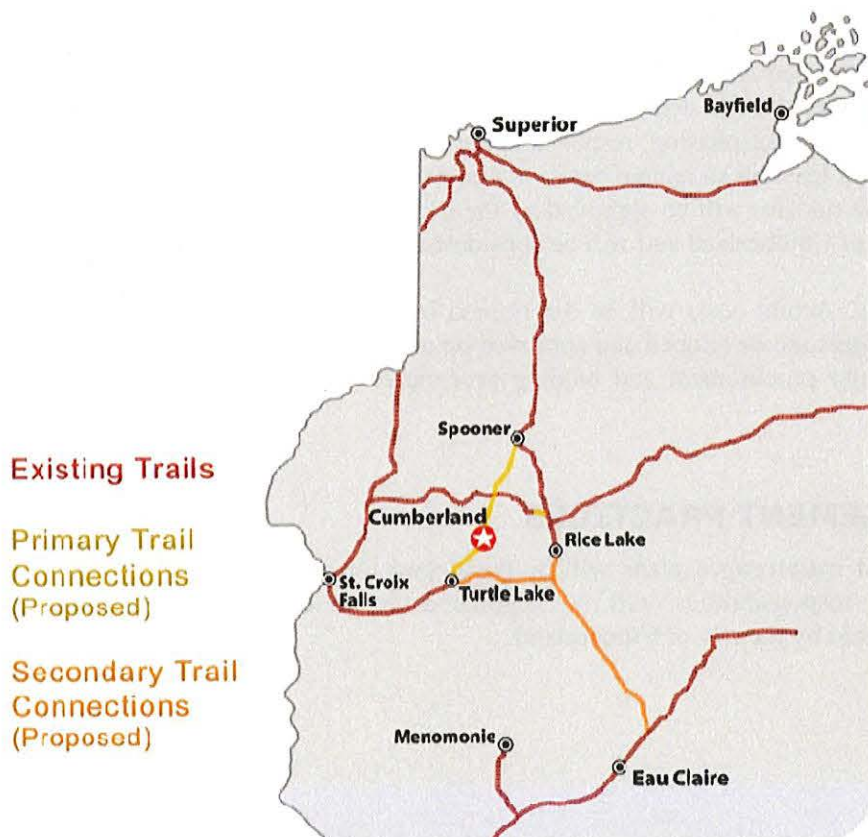 Bayfield
Superior
Spooner
Existing Trails
Cumberland
Rice Lake
Primary Trail
Connections
(Proposed)
St. Croix
Falls
Turtle Lake
Secondary Trail
Connections
(Proposed)
Menomonie
Eau Claire